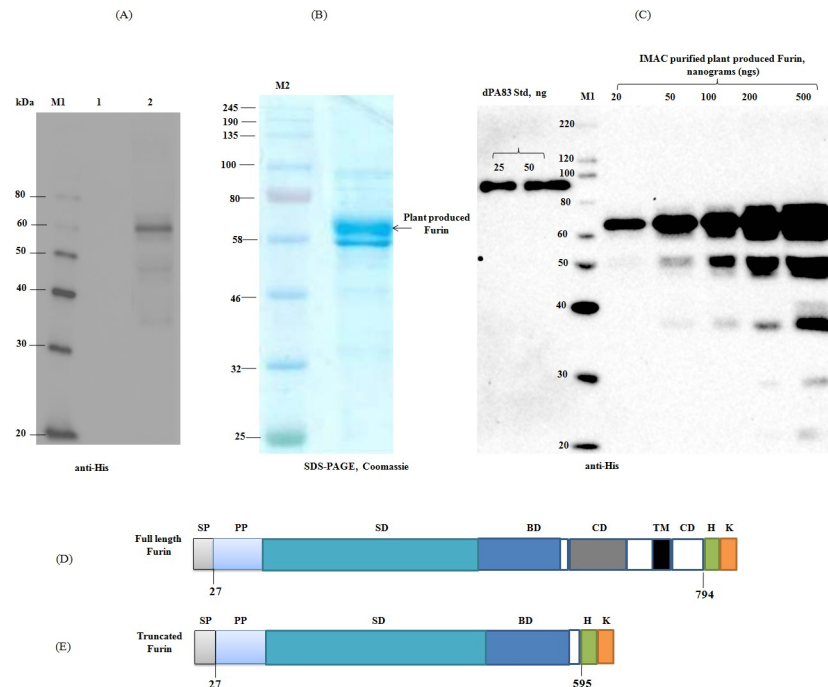 (A)
(B)
(C)
kDa M1 1 2
80
60
50
40
30
20
anti-His
M2
245
190
135
100
80
58
46
32
25
Plant produced
Furin
SDS-PAGE, Coomassie
IMAC purified plant produced Furin,
nanograms (ngs)
dPA83 Std, ng M1 20 50 100 200 500
25 50
220
120
100
80
60
50
40
30
20
anti-His
(D)
Full length
Furin
SP PP SD BD CD TM CD H K
27 794
(E)
Truncated
Furin
SP PP SD BD H K
27 595